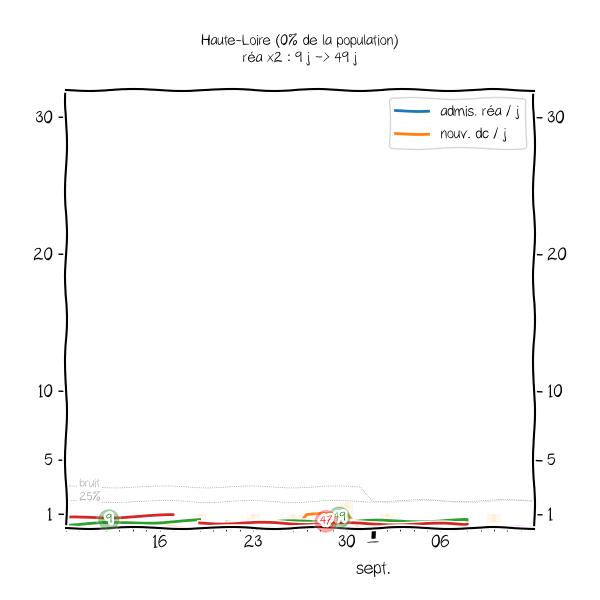 Haute-Loire (0% de la population)
réa x2 : 9 j -> 49 j
admis. réa / j
nouv. dc / j
30 30
20 20
10 10
5 5
bruit
25%
1 1
9 47 49
16 23 30 1 06
sept.